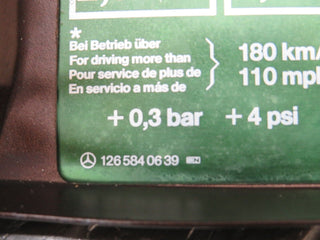 *
Bei Betrieb über
For driving more than
Pour service de plus de
En servicio a más de
180 km/
110 mph
+ 0,3 bar + 4 psi
126 584 06 39